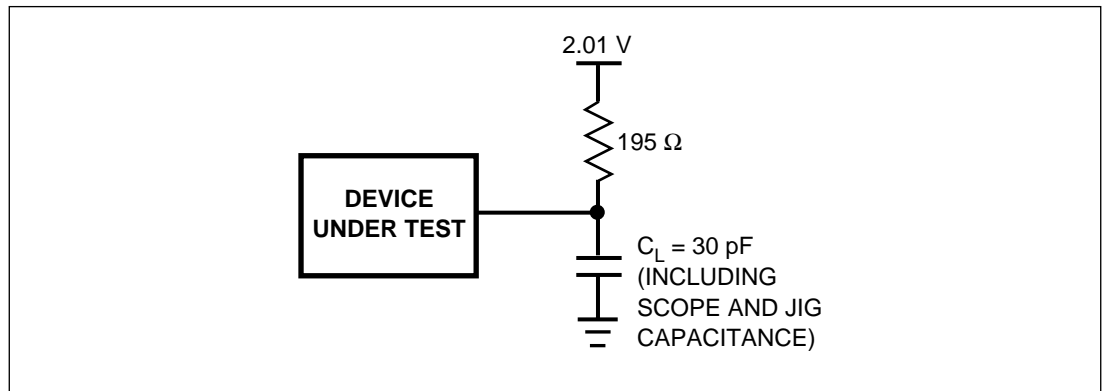 2.01 V
195 Ω
DEVICE
UNDER TEST
C_L = 30 pF
(INCLUDING
SCOPE AND JIG
CAPACITANCE)